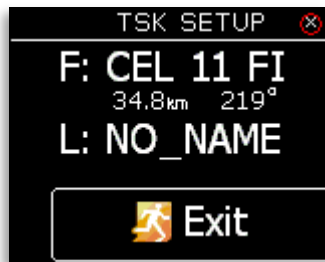 TSK SETUP
F: CEL 11 FI
34.8km 219°
L: NO_NAME
Exit